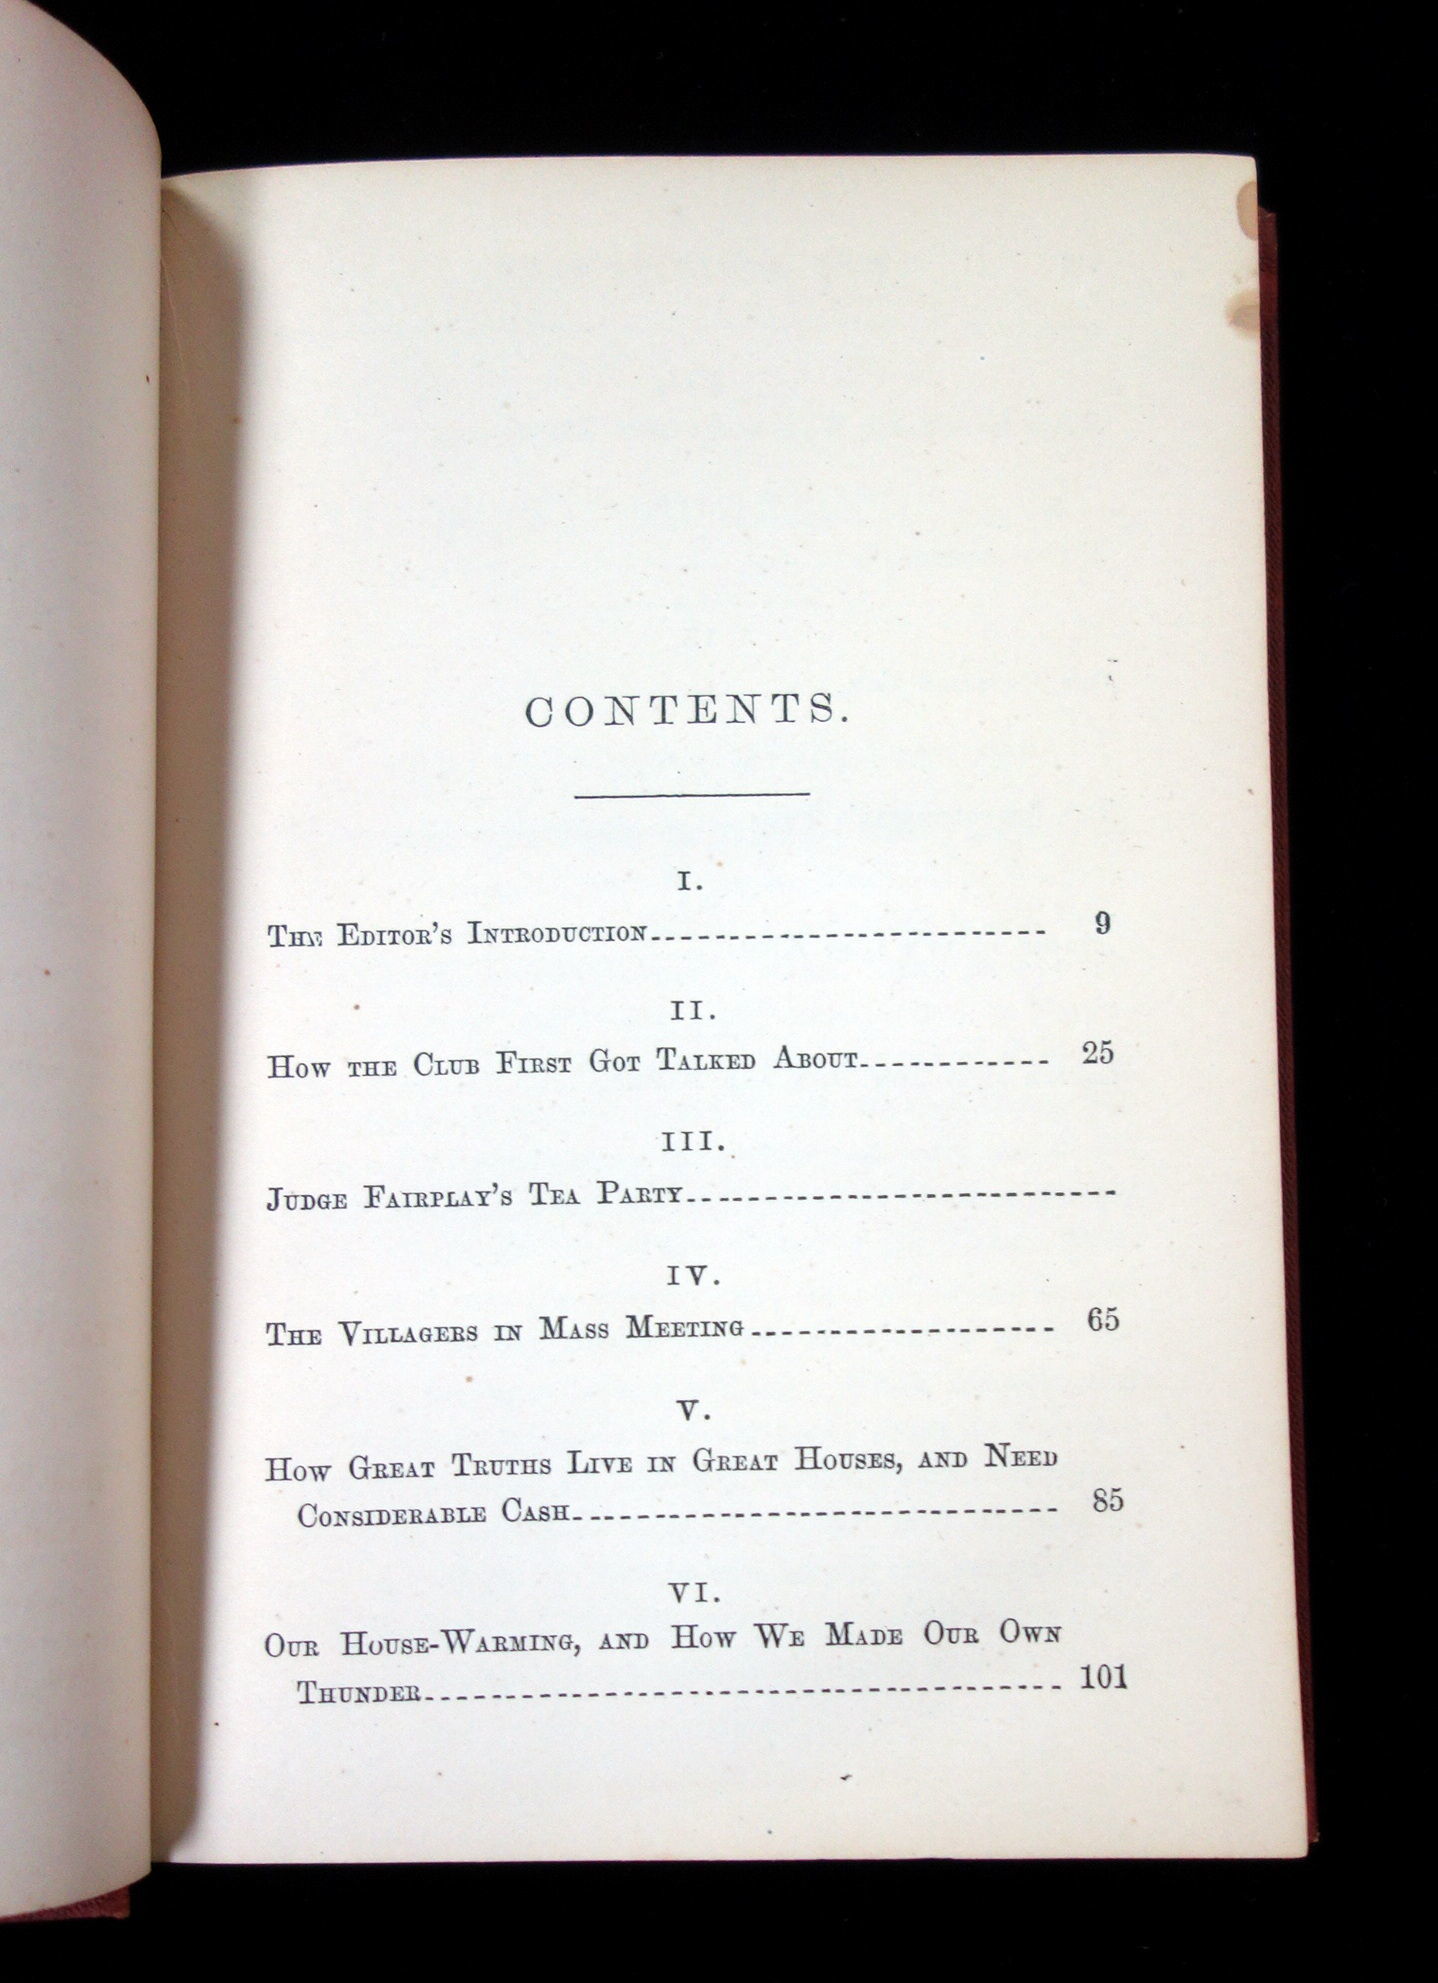 CONTENTS.
I.
The Editor's Introduction-------------------------- 9
II.
How the Club First Got Talked About------------ 25
III.
Judge Fairplay's Tea Party----------------------------
IV.
The Villagers in Mass Meeting------------------- 65
V.
How Great Truths Live in Great Houses, and Need
Considerable Cash------------------------------- 85
VI.
Our House-Warming, and How We Made Our Own
Thunder---------------------------------------- 101